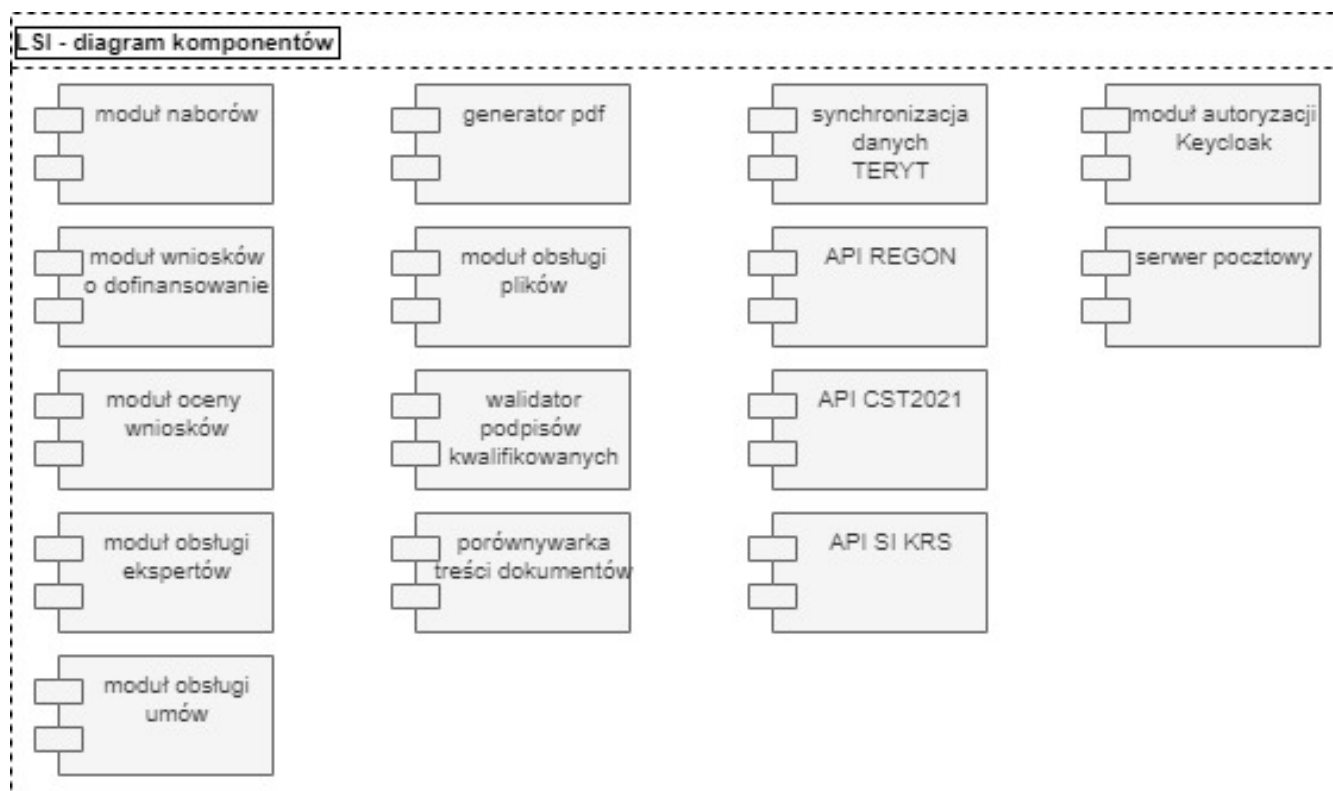 LSI - diagram komponentów
moduł naborów
generator pdf
synchronizacja
danych
TERYT
moduł autoryzacji
Keycloak
moduł wniosków
o dofinansowanie
moduł obsługi
plików
API REGON
serwer pocztowy
moduł oceny
wniosków
walidator
podpisów
kwalifikowanych
API CST2021
moduł obsługi
ekspertów
porównywarka
treści dokumentów
API SI KRS
moduł obsługi
umów